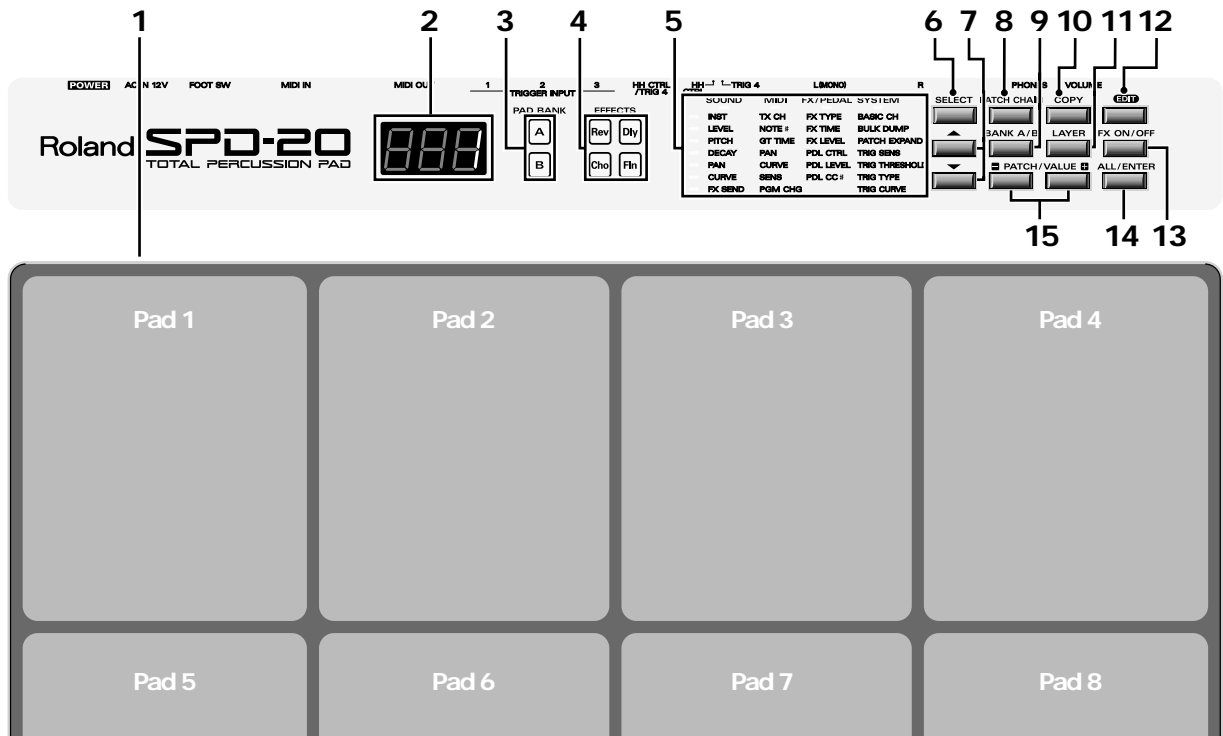 1 2 3 4 5 6 7 8 9 10 11 12
POWER AC IN 12V FOOT SW MIDI IN MIDI OUT 1 2 3 HH CTRL HH TRIG 4 L(MONO) R PHONES VOLUME
TRIGGER INPUT /TRIG 4
PAD BANK EFFECTS SOUND MIDI FX/PEDAL SYSTEM SELECT PATCH CHAIN COPY EDIT
INST TX CH FX TYPE BASIC CH
LEVEL NOTE # FX TIME BULK DUMP
PITCH GT TIME FX LEVEL PATCH EXPAND
DECAY PAN PDL CTRL TRIG SENS
PAN CURVE PDL LEVEL TRIG THRESHOLD
CURVE SENS PDL CC # TRIG TYPE
FX SEND PGM CHG TRIG CURVE
Roland SPD-20
TOTAL PERCUSSION PAD
888
A Rev Dly
B Cho Fln
▲ BANK A/B LAYER FX ON/OFF
▼ - PATCH/VALUE + ALL/ENTER
15 14 13
Pad 1 Pad 2 Pad 3 Pad 4
Pad 5 Pad 6 Pad 7 Pad 8